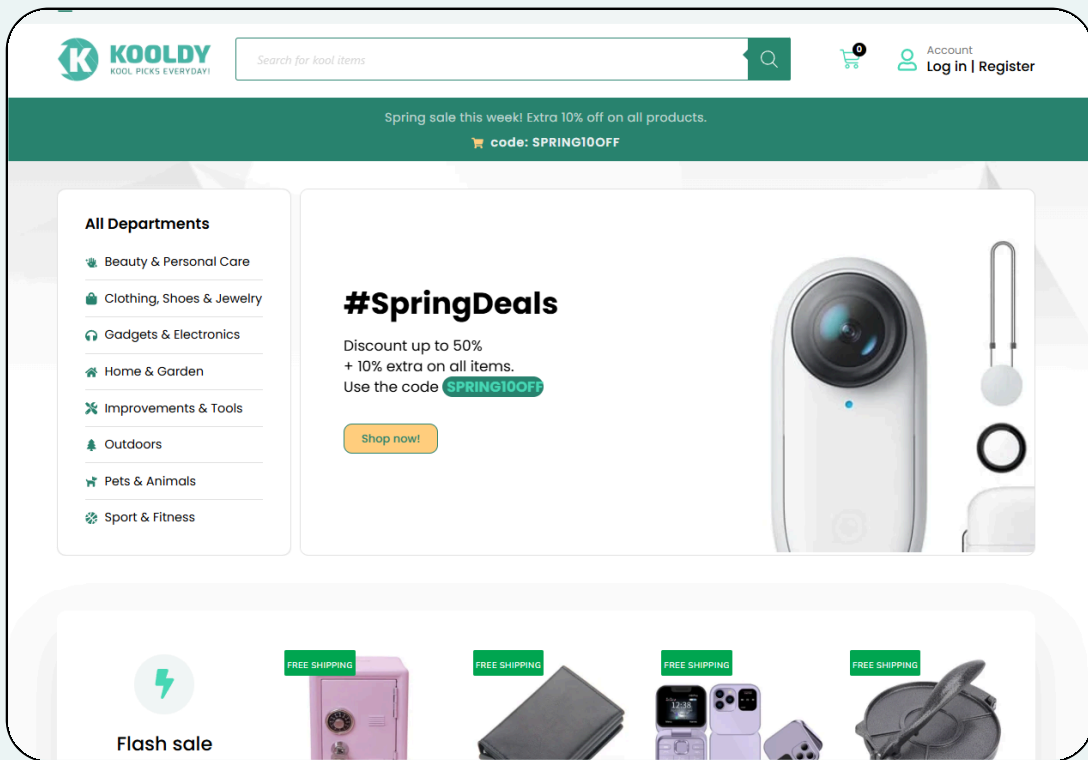 KOOLDY
KOOL PICKS EVERYDAY!
Search for kool items
0
Account
Log in | Register
Spring sale this week! Extra 10% off on all products.
code: SPRING10OFF
All Departments
Beauty & Personal Care
Clothing, Shoes & Jewelry
Gadgets & Electronics
Home & Garden
Improvements & Tools
Outdoors
Pets & Animals
Sport & Fitness
#SpringDeals
Discount up to 50%
+ 10% extra on all items.
Use the code SPRING10OFF
Shop now!
Flash sale
FREE SHIPPING
FREE SHIPPING
FREE SHIPPING
12:38
FREE SHIPPING